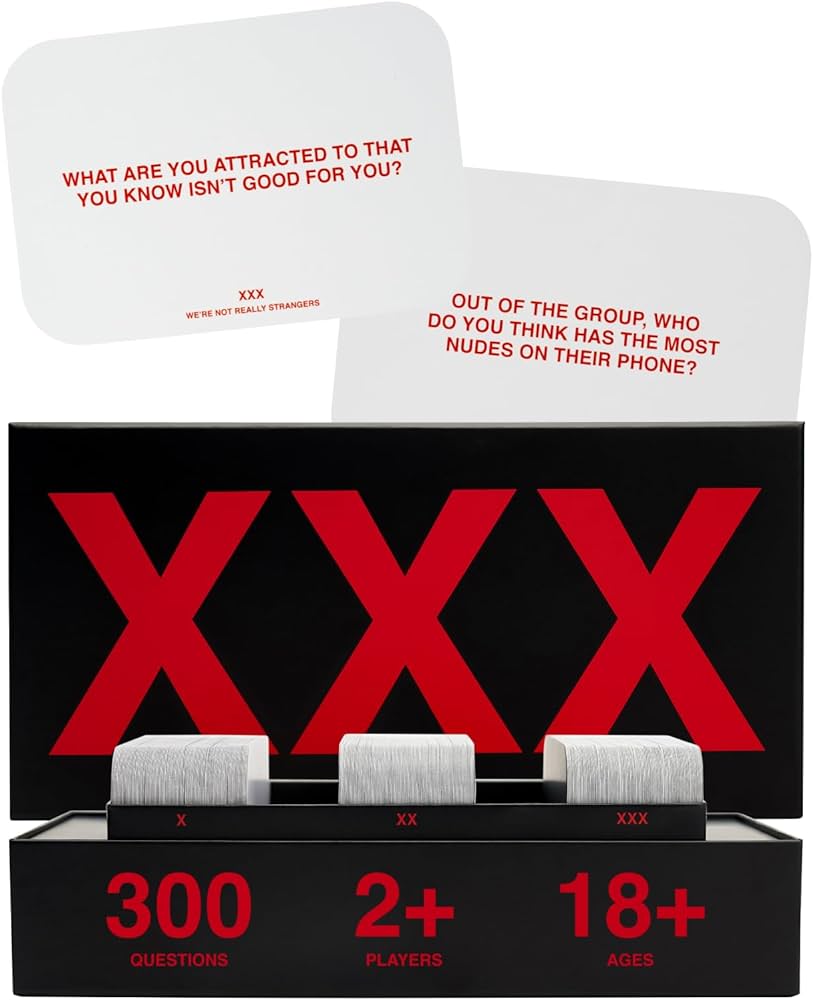 WHAT ARE YOU ATTRACTED TO THAT
YOU KNOW ISN'T GOOD FOR YOU?
XXX
WE'RE NOT REALLY STRANGERS
OUT OF THE GROUP, WHO
DO YOU THINK HAS THE MOST
NUDES ON THEIR PHONE?
XXX
X
XX
XXX
300
QUESTIONS
2+
PLAYERS
18+
AGES